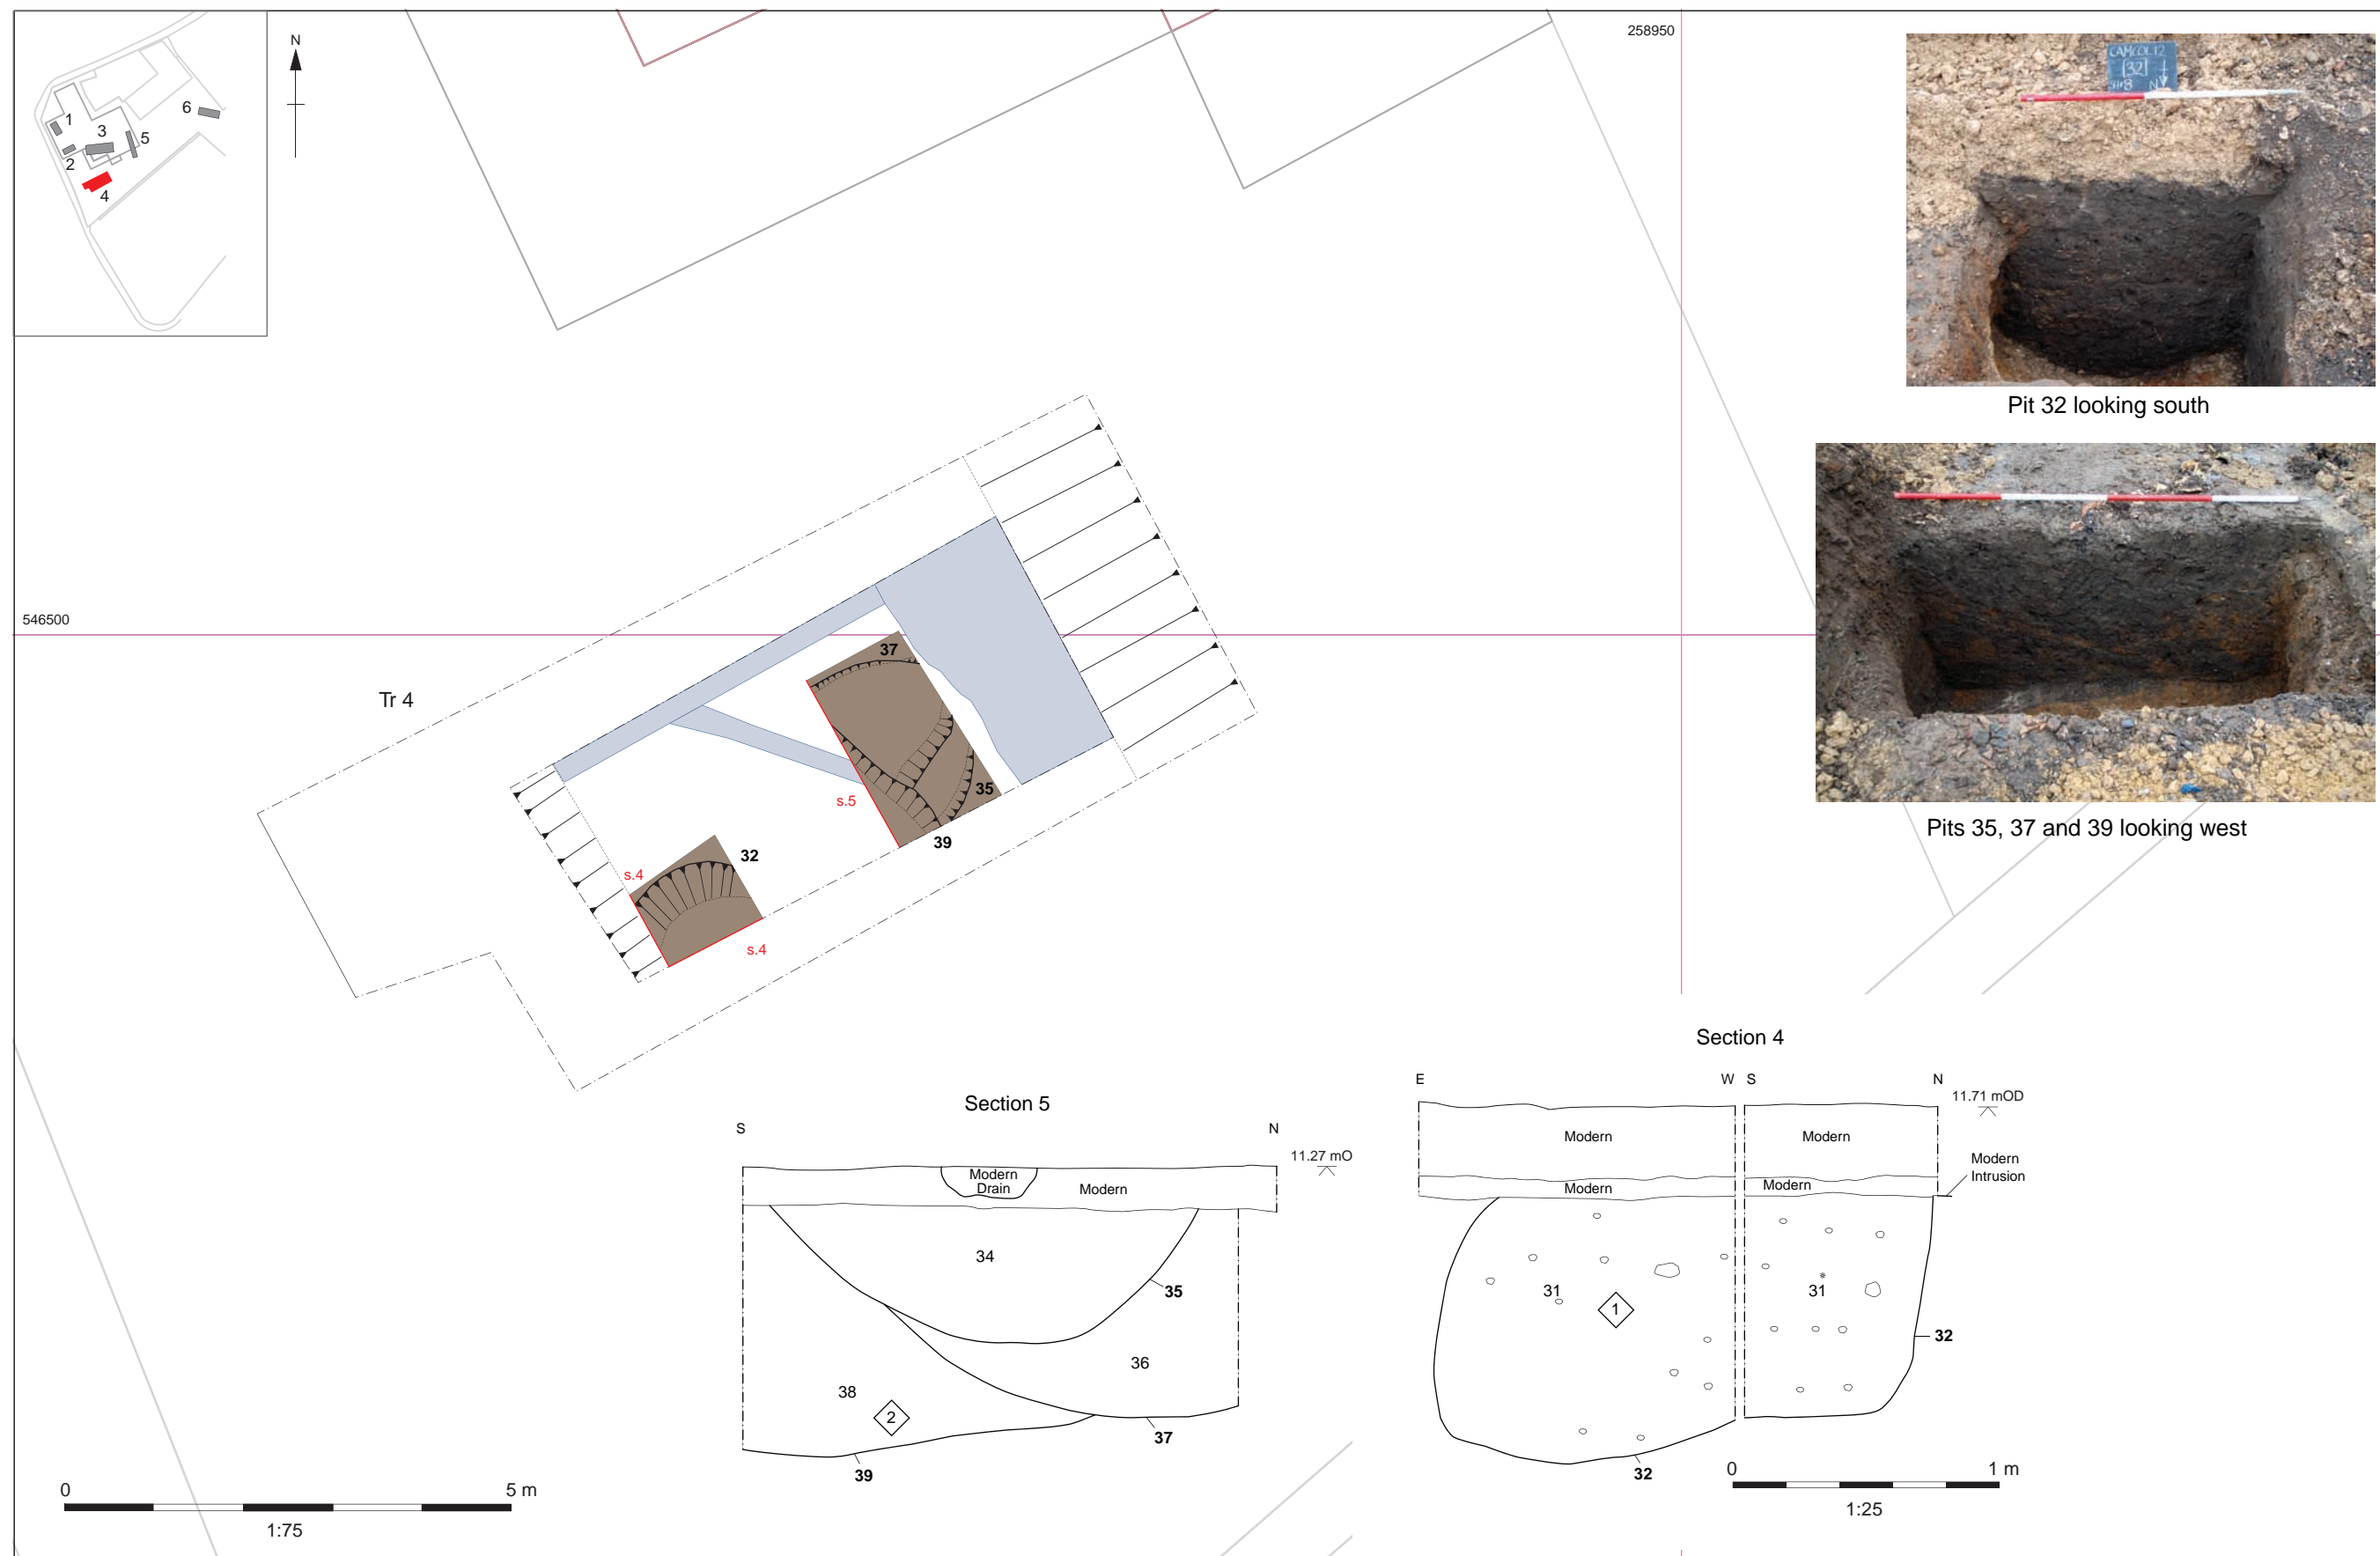 1
2
3
4
5
6
N
258950
CAMCOL12
[32]
N
Pit 32 looking south
Pits 35, 37 and 39 looking west
546500
Tr 4
37
35
s.5
39
32
s.4
s.4
Section 5
S
N
11.27 mO
Modern
Drain
Modern
34
35
36
38
2
37
39
Section 4
E
W
S
N
11.71 mOD
Modern
Modern
Modern
Intrusion
Modern
Modern
31
1
31
32
32
0
5 m
1:75
0
1 m
1:25